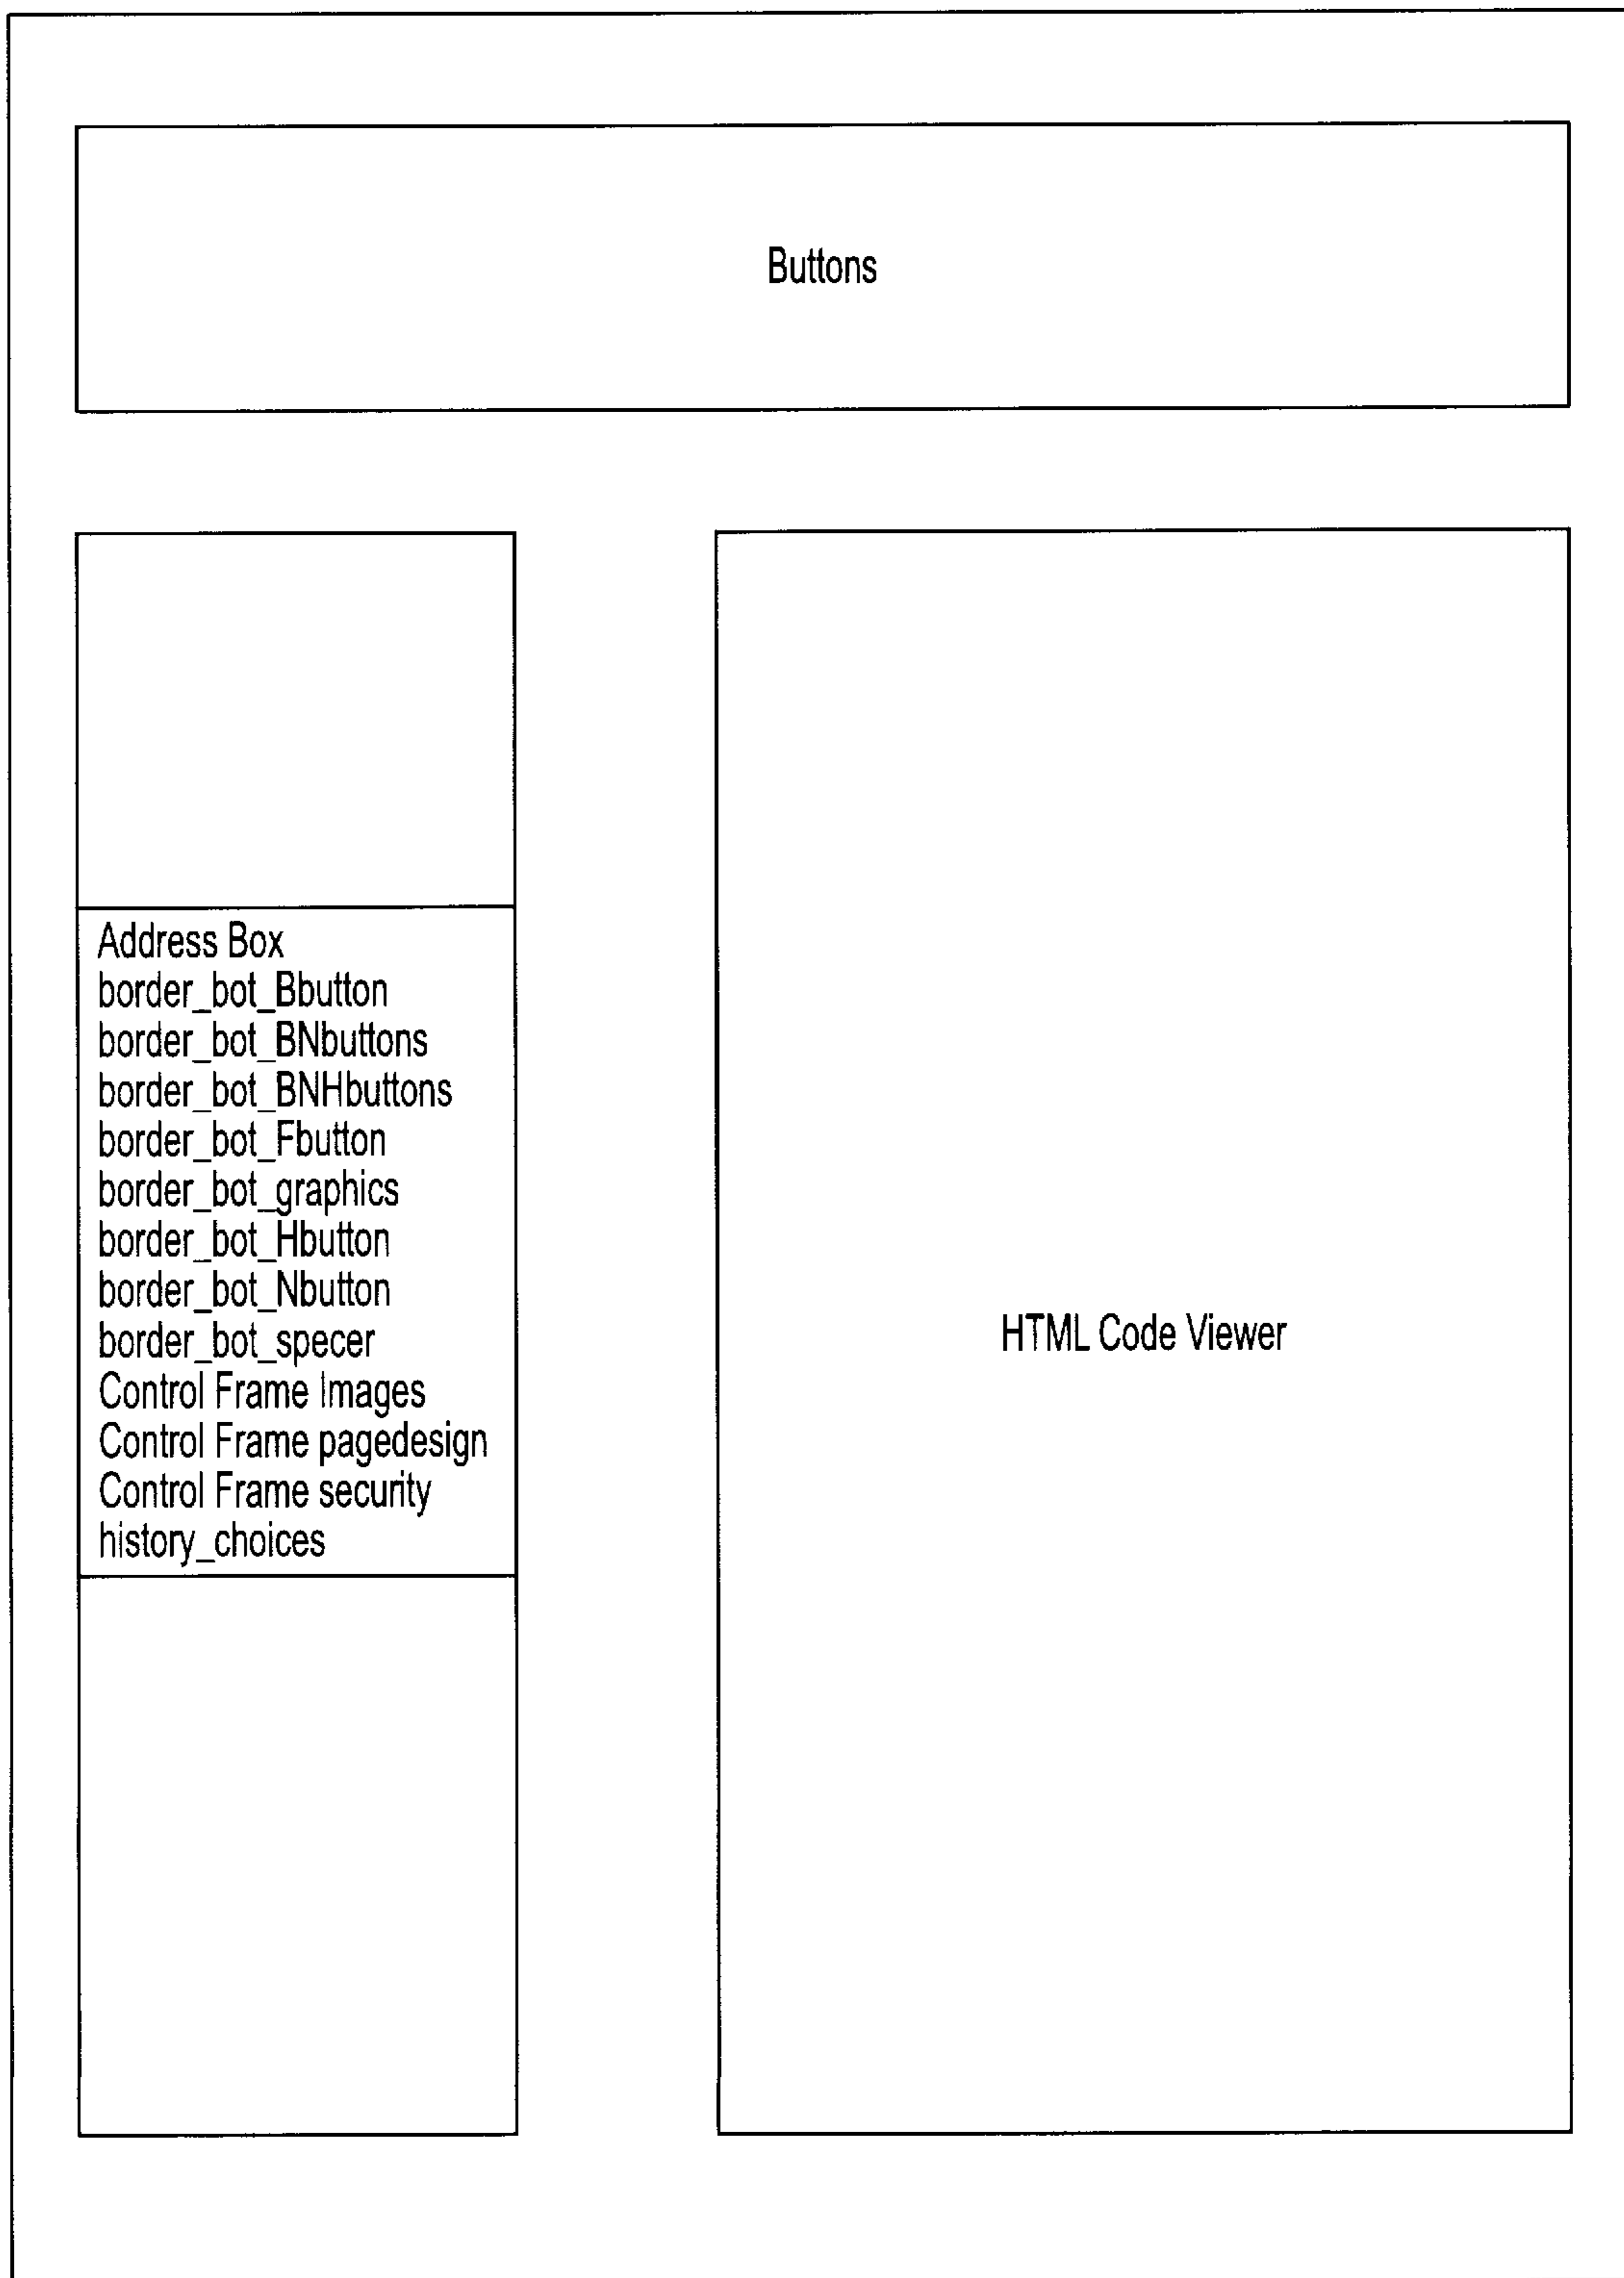 Buttons
Address Box
border_bot_Bbutton
border_bot_BNbuttons
border_bot_BNHbuttons
border_bot_Fbutton
border_bot_graphics
border_bot_Hbutton
border_bot_Nbutton
border_bot_specer
Control Frame Images
Control Frame pagedesign
Control Frame security
history_choices
HTML Code Viewer